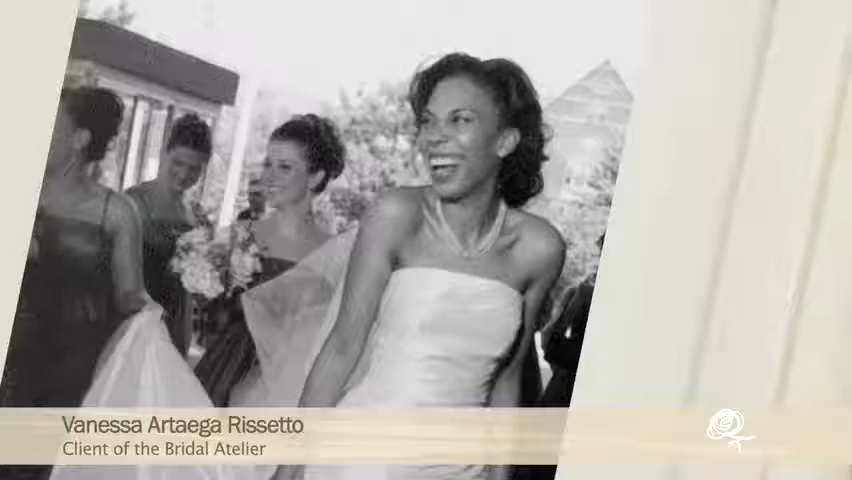 Vanessa Artaega Rissetto
Client of the Bridal Atelier